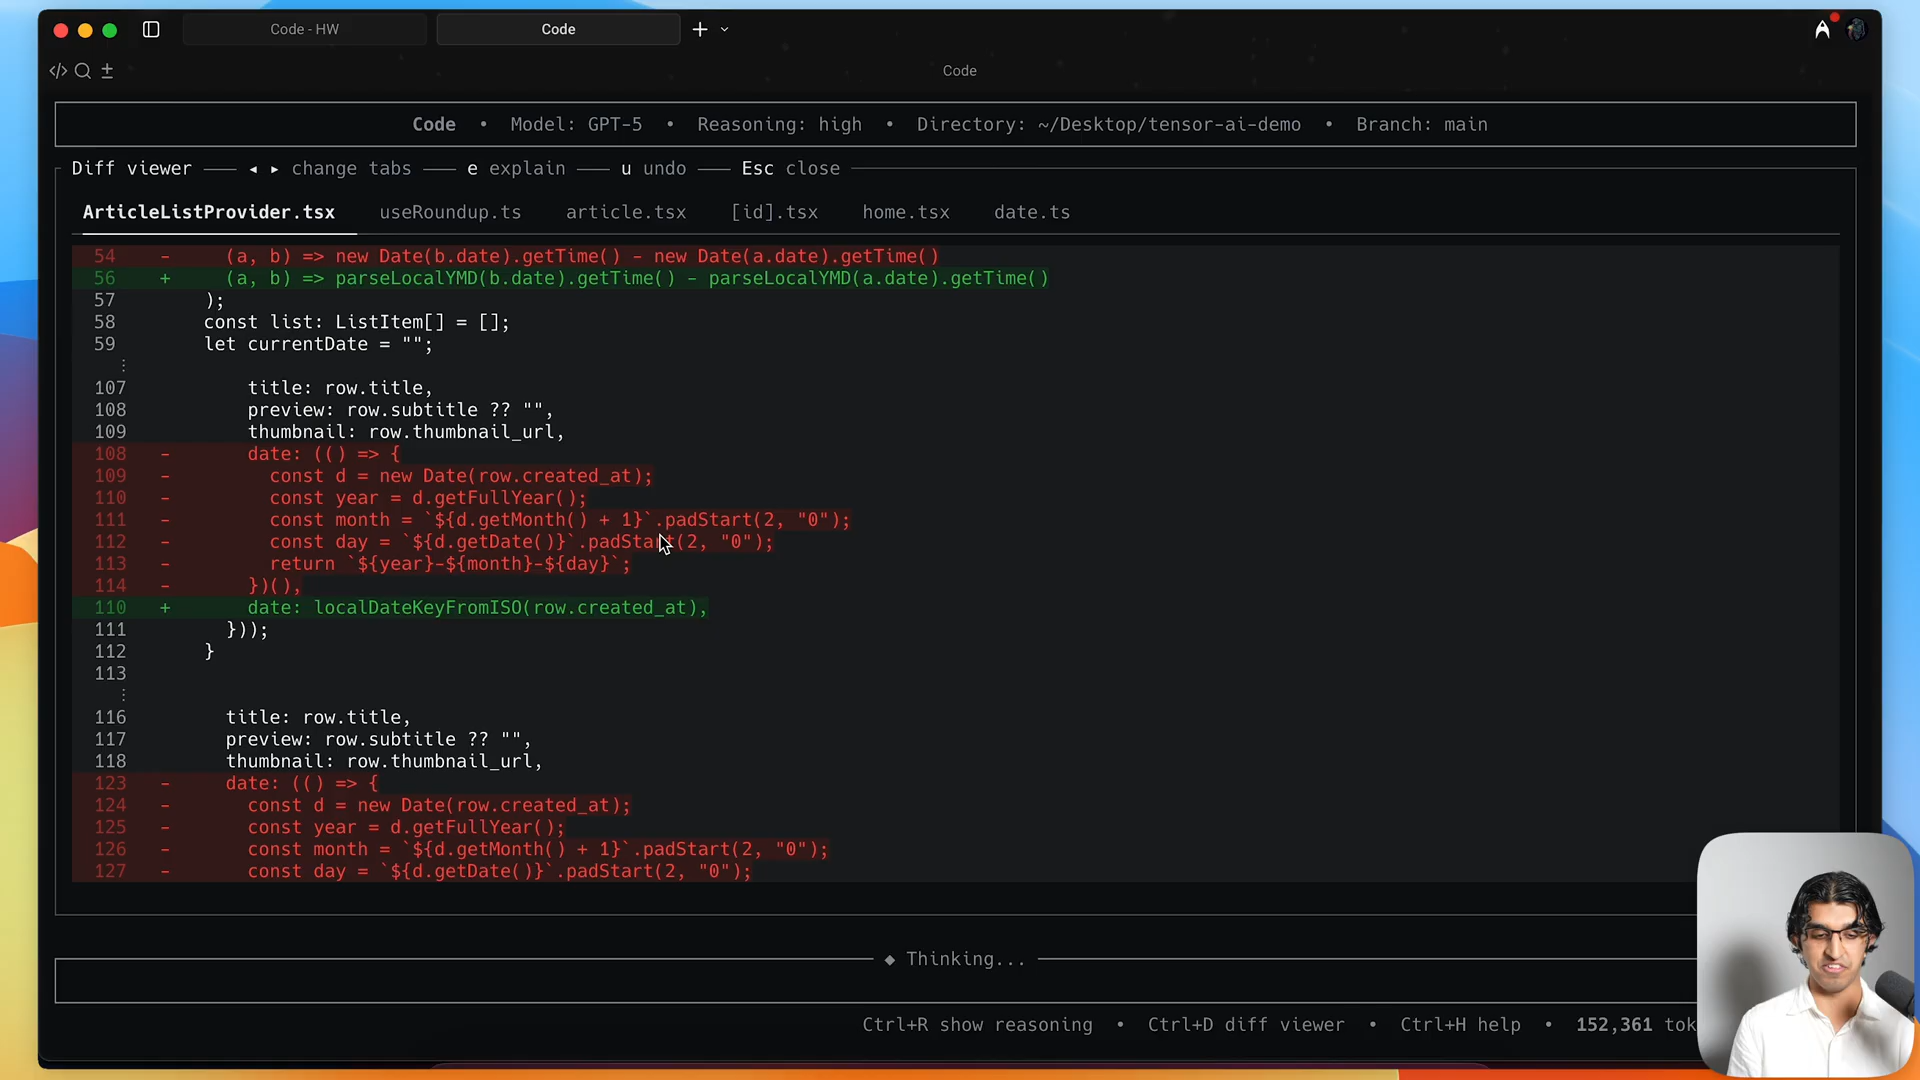 Code - HW
Code
Code
Code • Model: GPT-5 • Reasoning: high • Directory: ~/Desktop/tensor-ai-demo • Branch: main
Diff viewer —— ◂ ▸ change tabs —— e explain —— u undo —— Esc close
ArticleListProvider.tsx useRoundup.ts article.tsx [id].tsx home.tsx date.ts
54 - (a, b) => new Date(b.date).getTime() - new Date(a.date).getTime()
56 + (a, b) => parseLocalYMD(b.date).getTime() - parseLocalYMD(a.date).getTime()
57 );
58 const list: ListItem[] = [];
59 let currentDate = "";
⋮
107 title: row.title,
108 preview: row.subtitle ?? "",
109 thumbnail: row.thumbnail_url,
108 - date: (() => {
109 - const d = new Date(row.created_at);
110 - const year = d.getFullYear();
111 - const month = `${d.getMonth() + 1}`.padStart(2, "0");
112 - const day = `${d.getDate()}`.padStart(2, "0");
113 - return `${year}-${month}-${day}`;
114 - })(),
110 + date: localDateKeyFromISO(row.created_at),
111 }));
112 }
113
⋮
116 title: row.title,
117 preview: row.subtitle ?? "",
118 thumbnail: row.thumbnail_url,
123 - date: (() => {
124 - const d = new Date(row.created_at);
125 - const year = d.getFullYear();
126 - const month = `${d.getMonth() + 1}`.padStart(2, "0");
127 - const day = `${d.getDate()}`.padStart(2, "0");
◆ Thinking...
Ctrl+R show reasoning • Ctrl+D diff viewer • Ctrl+H help • 152,361 tok